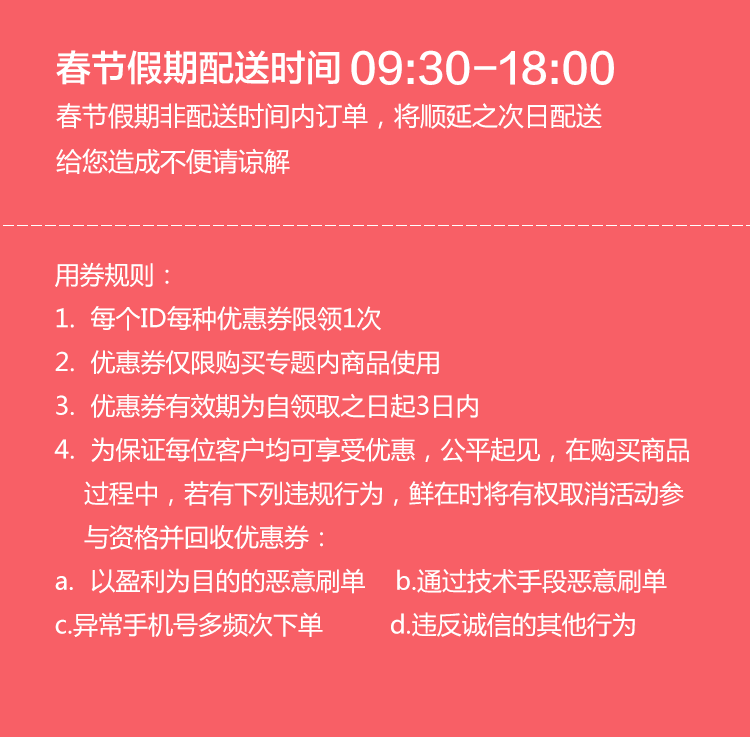 春节假期配送时间 09:30-18:00
春节假期非配送时间内订单，将顺延之次日配送
给您造成不便请谅解
用券规则：
1. 每个ID每种优惠券限领1次
2. 优惠券仅限购买专题内商品使用
3. 优惠券有效期为自领取之日起3日内
4. 为保证每位客户均可享受优惠，公平起见，在购买商品
过程中，若有下列违规行为，鲜在时将有权取消活动参
与资格并回收优惠券：
a. 以盈利为目的的恶意刷单 b.通过技术手段恶意刷单
c.异常手机号多频次下单 d.违反诚信的其他行为